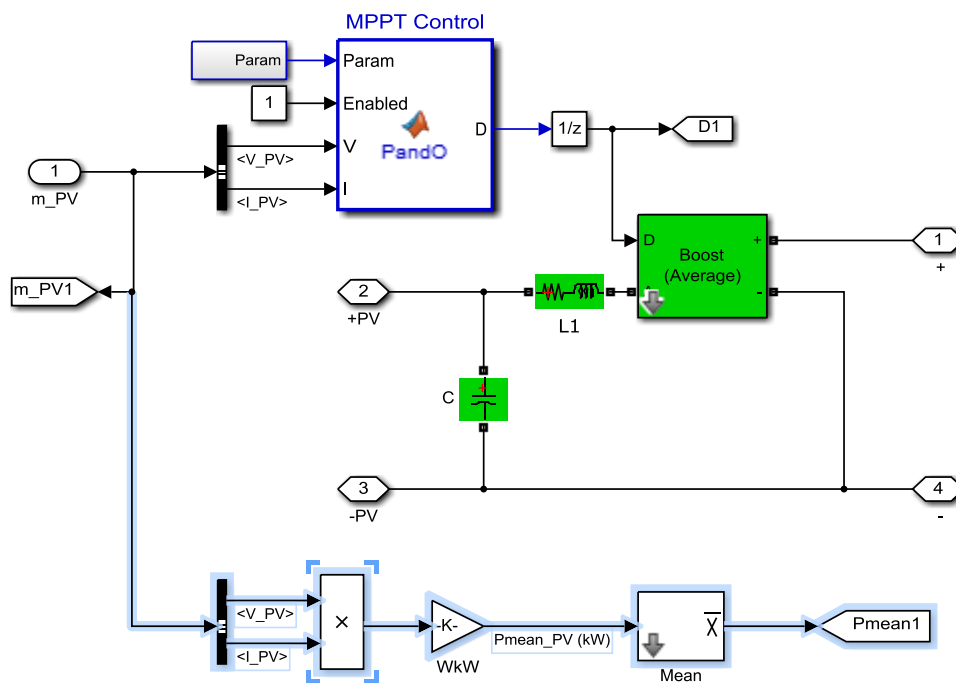 MPPT Control
Param
Param
1
Enabled
V
I
D
PandO
1/z
D1
<V_PV>
<I_PV>
1
m_PV
m_PV1
D
Boost
(Average)
+
-
1
+
2
+PV
L1
C
3
-PV
4
-
<V_PV>
<I_PV>
×
-K-
WkW
Pmean_PV (kW)
X
Mean
Pmean1